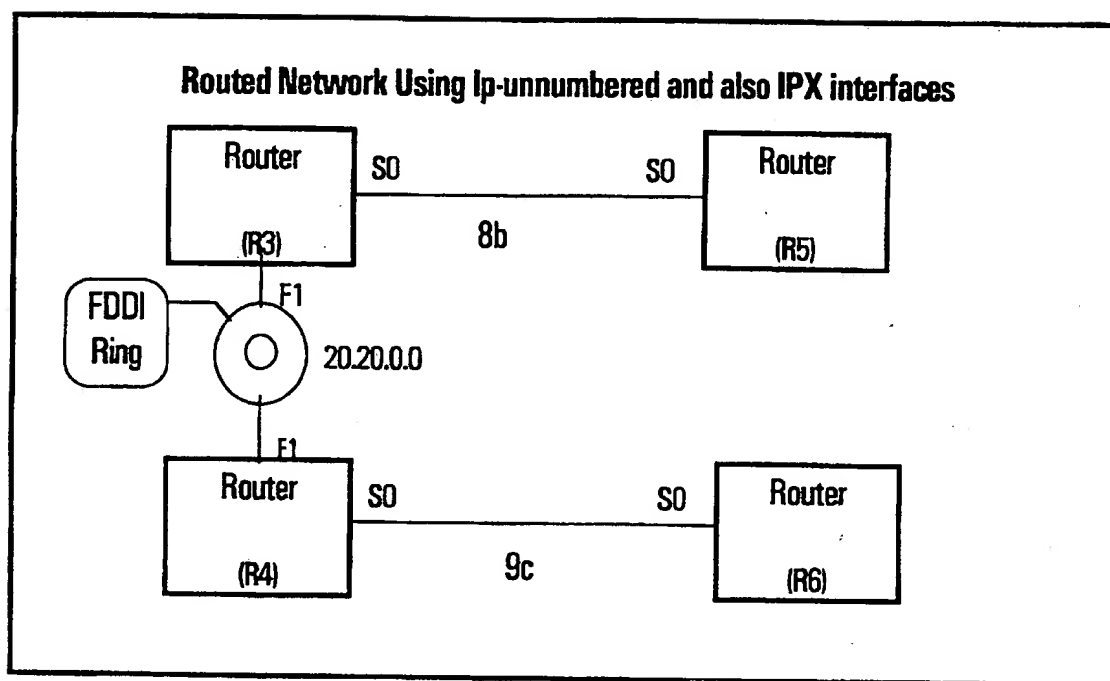 Routed Network Using Ip-unnumbered and also IPX interfaces
Router
(R3)
S0
S0
8b
Router
(R5)
F1
FDDI
Ring
20.20.0.0
F1
Router
(R4)
S0
S0
9c
Router
(R6)